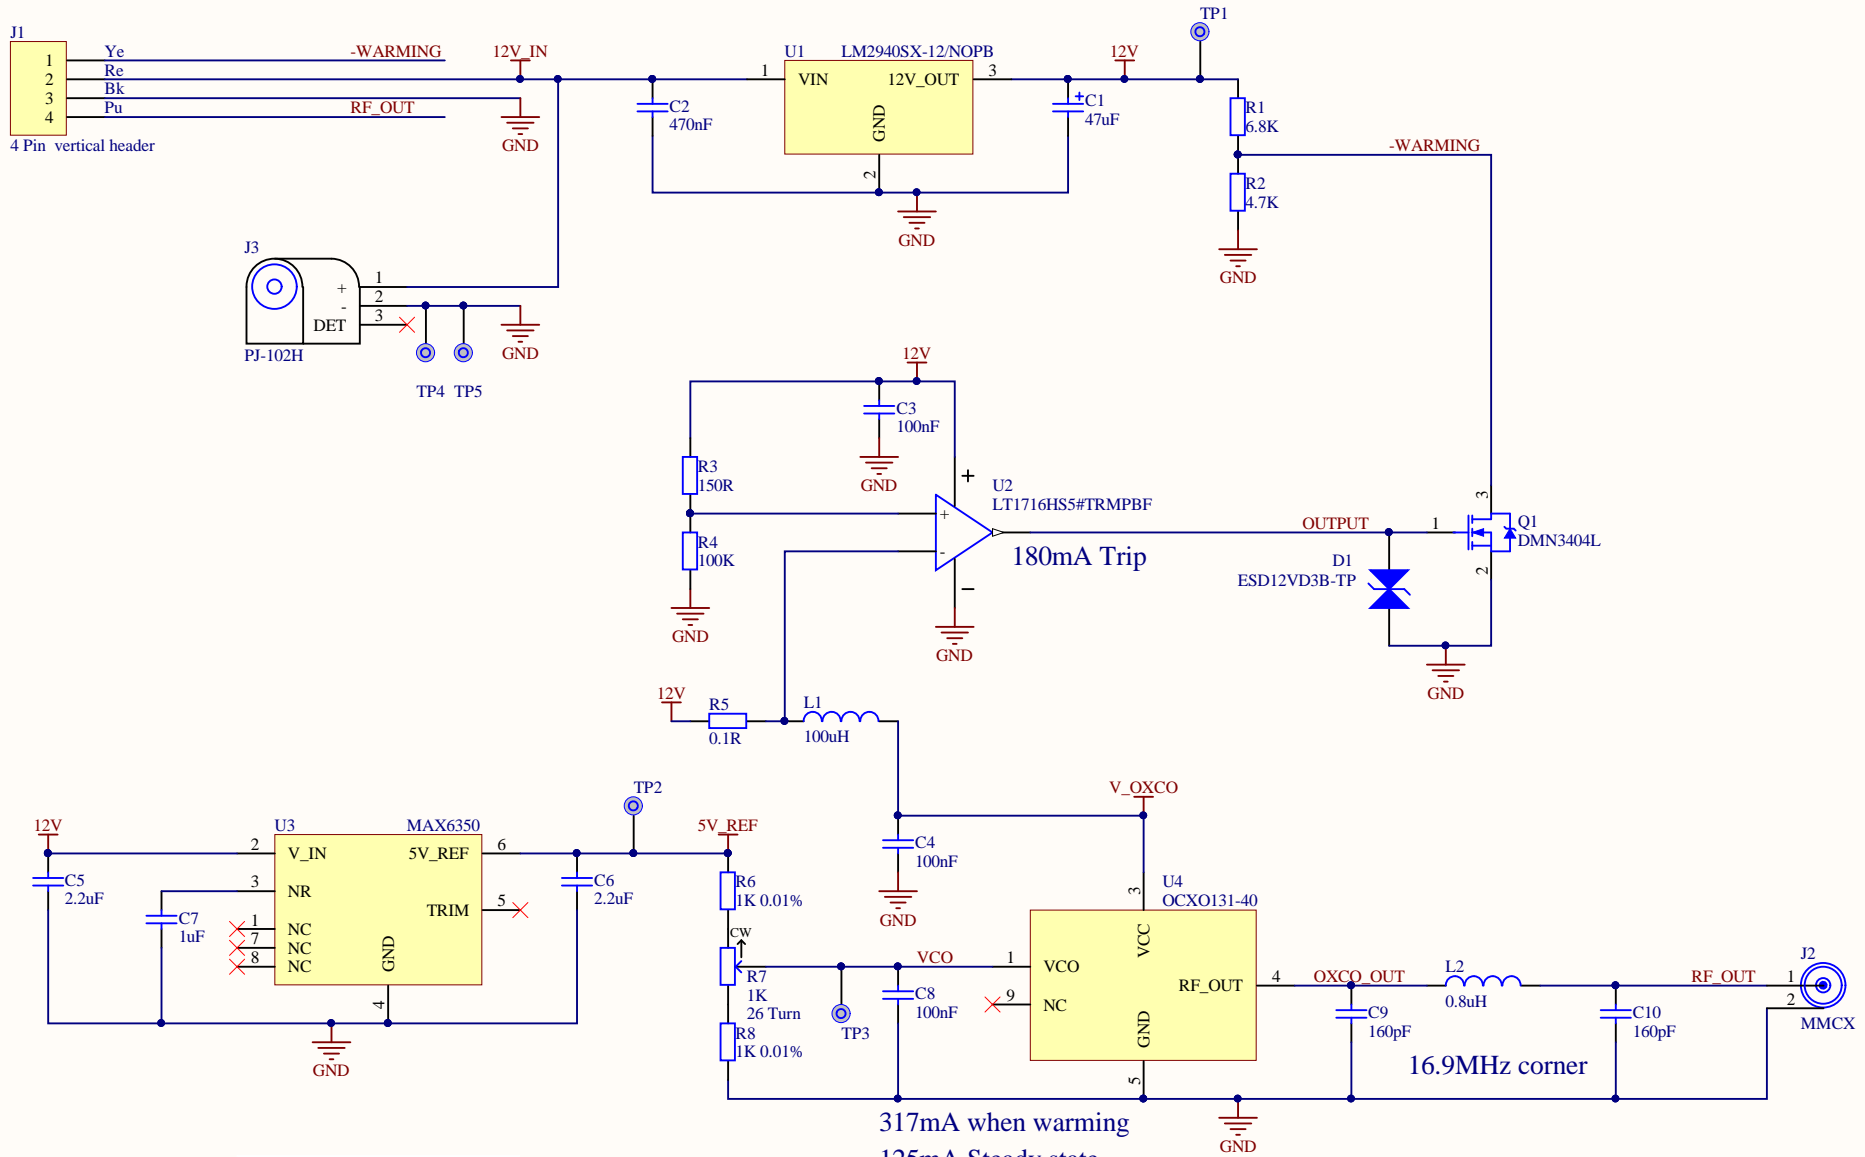 J1
1 Ye -WARMING
2 Re 12V_IN
3 Bk
4 Pu RF_OUT
GND
4 Pin vertical header
U1 LM2940SX-12/NOPB
1 VIN 12V_OUT 3
GND
2
C2
470nF
C1
47uF
GND
12V
TP1
R1
6.8K
-WARMING
R2
4.7K
GND
J3
+ 1
- 2
DET 3
PJ-102H
TP4 TP5
GND
12V
C3
100nF
GND
R3
150R
R4
100K
GND
+
U2
LT1716HS5#TRMPBF
+
-
180mA Trip
GND
OUTPUT
1
3
Q1
DMN3404L
2
D1
ESD12VD3B-TP
GND
12V
R5
0.1R
L1
100uH
V_OXCO
C4
100nF
GND
12V
U3 MAX6350
2 V_IN 5V_REF 6
3 NR
TRIM 5
1 NC
7 NC
8 NC
GND
4
C5
2.2uF
C7
1uF
C6
2.2uF
GND
TP2
5V_REF
R6
1K 0.01%
CW
R7
1K
26 Turn
R8
1K 0.01%
TP3
VCO
C8
100nF
U4
OCXO131-40
3
VCC
1 VCO
9 NC
RF_OUT 4
GND
5
OXCO_OUT
L2
0.8uH
RF_OUT
C9
160pF
C10
160pF
J2
1
2
MMCX
16.9MHz corner
GND
317mA when warming
125mA Steady state